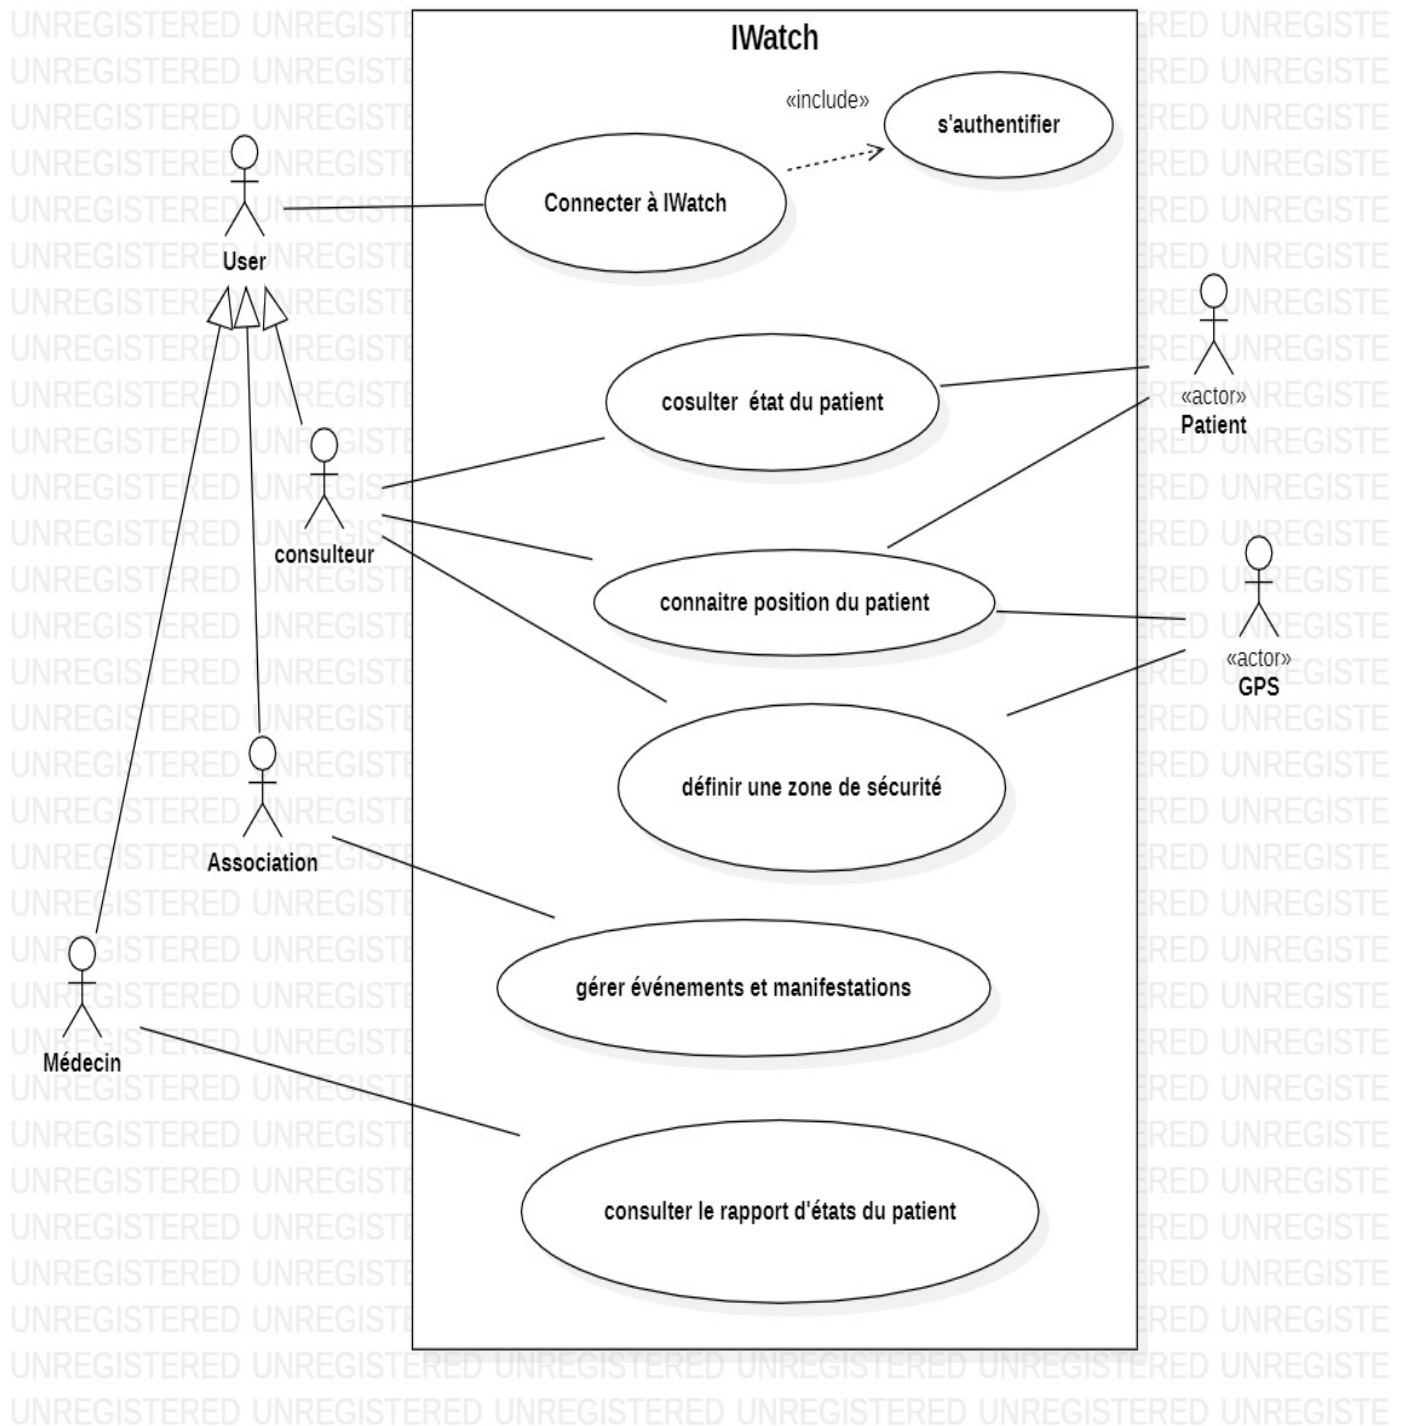 IWatch
«include»
s'authentifier
Connecter à IWatch
User
cosulter état du patient
«actor»
Patient
consulteur
connaitre position du patient
«actor»
GPS
définir une zone de sécurité
Association
gérer événements et manifestations
Médecin
consulter le rapport d'états du patient
UNREGISTERED UNREGISTERED UNREGISTERED UNREGISTERED UNREGISTERED UNREGISTE